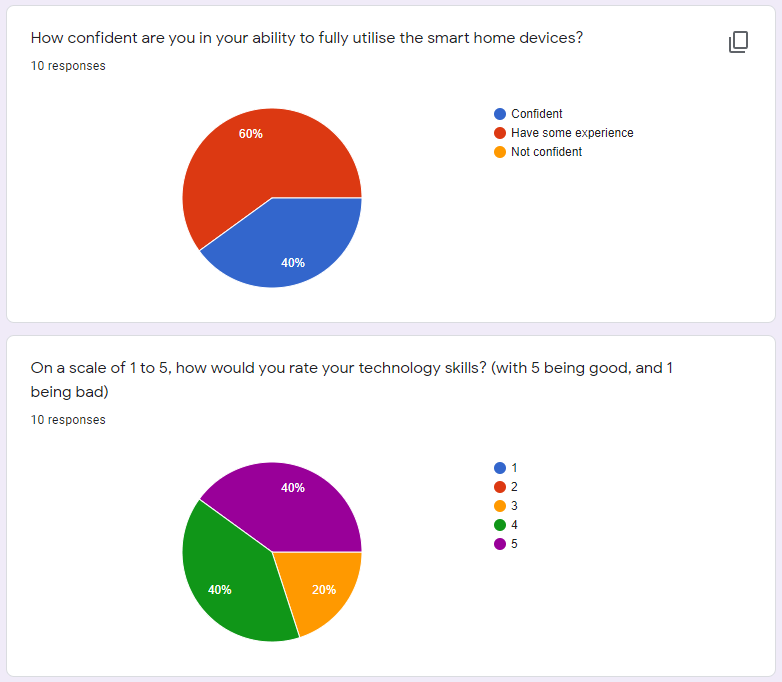 How confident are you in your ability to fully utilise the smart home devices?
10 responses
60%
40%
Confident
Have some experience
Not confident
On a scale of 1 to 5, how would you rate your technology skills? (with 5 being good, and 1
being bad)
10 responses
40%
40%
20%
1
2
3
4
5